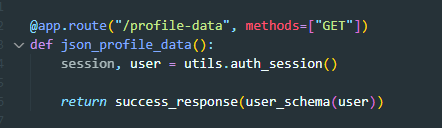 @app.route("/profile-data", methods=["GET"])
def json_profile_data():
    session, user = utils.auth_session()

    return success_response(user_schema(user))